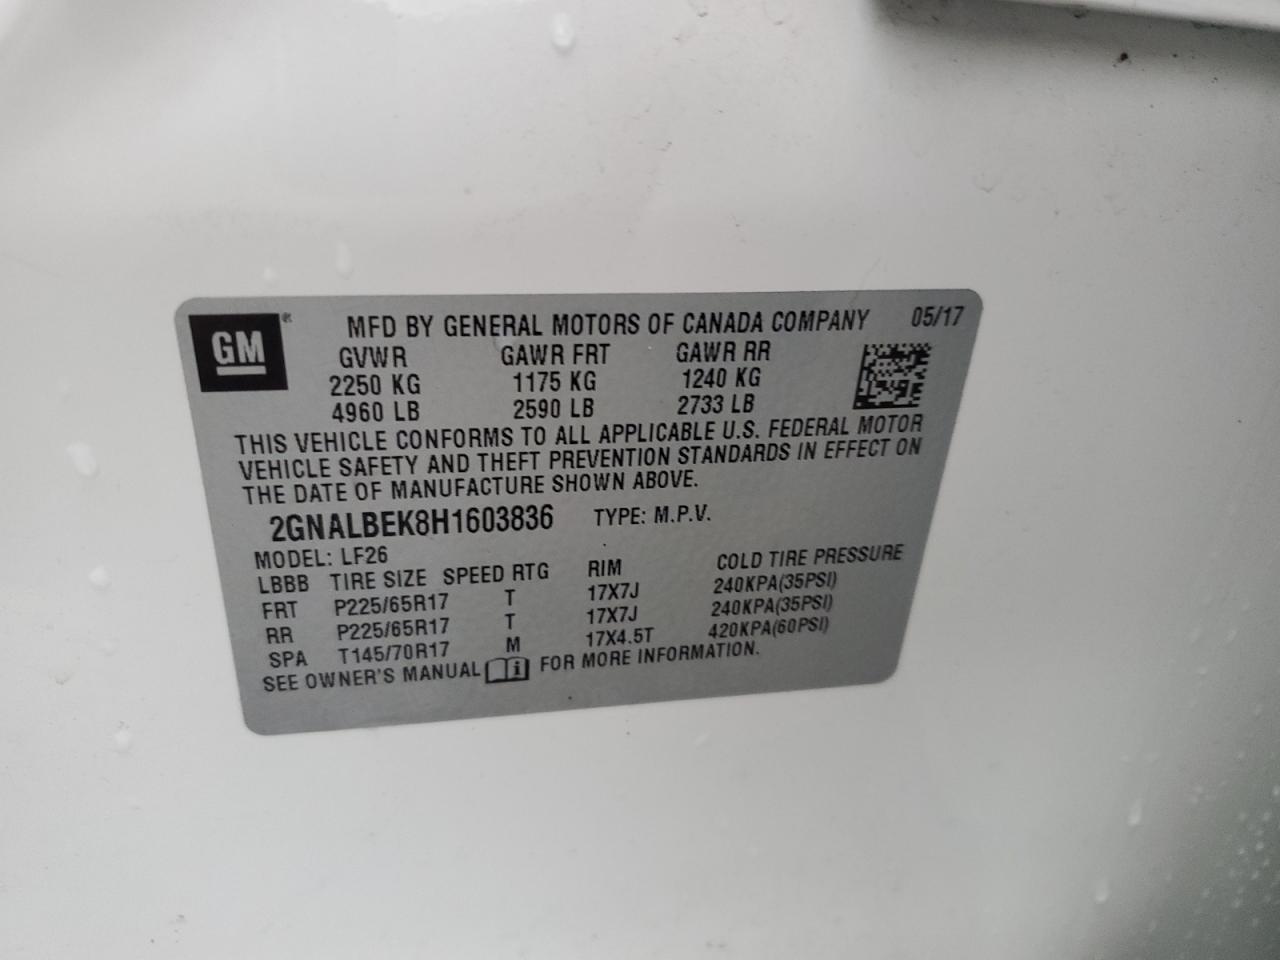 GM
MFD BY GENERAL MOTORS OF CANADA COMPANY 05/17
GVWR GAWR FRT GAWR RR
2250 KG 1175 KG 1240 KG
4960 LB 2590 LB 2733 LB
THIS VEHICLE CONFORMS TO ALL APPLICABLE U.S. FEDERAL MOTOR
VEHICLE SAFETY AND THEFT PREVENTION STANDARDS IN EFFECT ON
THE DATE OF MANUFACTURE SHOWN ABOVE.
2GNALBEK8H1603836 TYPE: M.P.V.
MODEL: LF26
LBBB TIRE SIZE SPEED RTG RIM COLD TIRE PRESSURE
FRT P225/65R17 T 17X7J 240KPA(35PSI)
RR P225/65R17 T 17X7J 240KPA(35PSI)
SPA T145/70R17 M 17X4.5T 420KPA(60PSI)
SEE OWNER'S MANUAL FOR MORE INFORMATION.